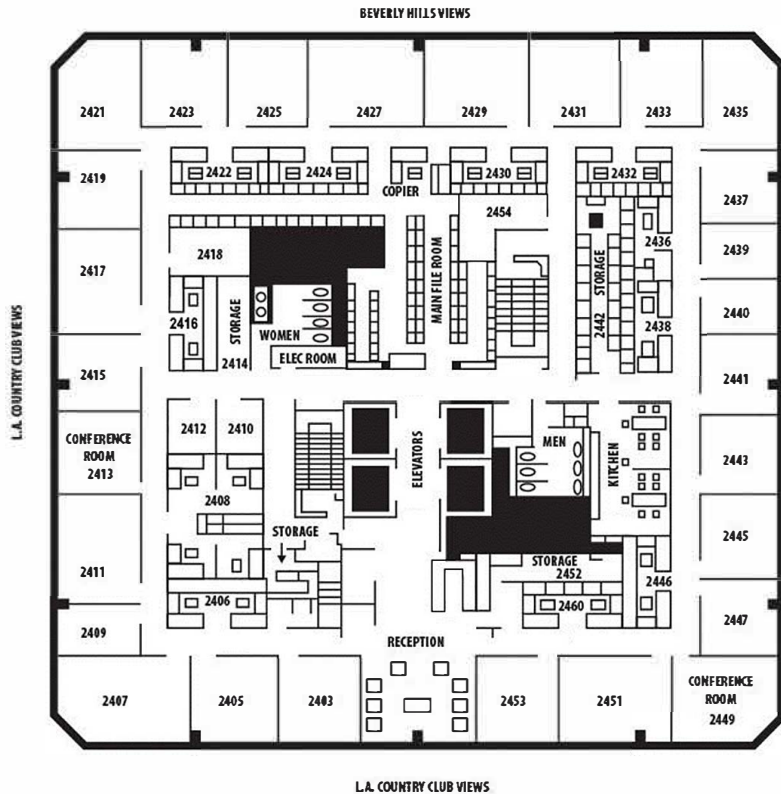 BEVERLY HILLS VIEWS
2421
2423
2425
2427
2429
2431
2433
2435
2419
2422
2424
COPIER
2430
2432
2437
2454
2436
2439
2418
2417
MAIN FILE ROOM
STORAGE
2442
2416
STORAGE
2440
WOMEN
2438
2414
ELEC ROOM
2415
2441
L.A. COUNTRY CLUB VIEWS
CONFERENCE
ROOM
2413
2412
2410
ELEVATORS
MEN
KITCHEN
2443
2408
STORAGE
2445
STORAGE
2452
2446
2411
2406
2460
2409
2447
RECEPTION
2407
2405
2403
2453
2451
CONFERENCE
ROOM
2449
L.A. COUNTRY CLUB VIEWS